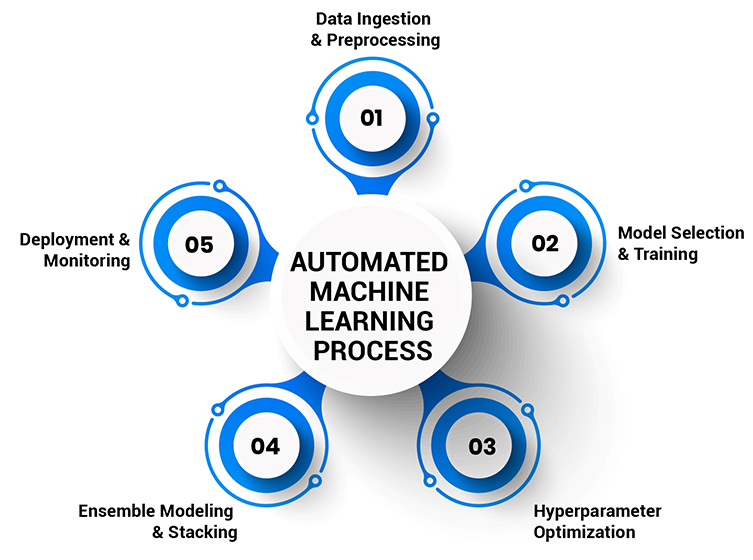 Data Ingestion
& Preprocessing
01
02
Model Selection
& Training
03
Hyperparameter
Optimization
04
Ensemble Modeling
& Stacking
05
Deployment &
Monitoring
AUTOMATED
MACHINE
LEARNING
PROCESS